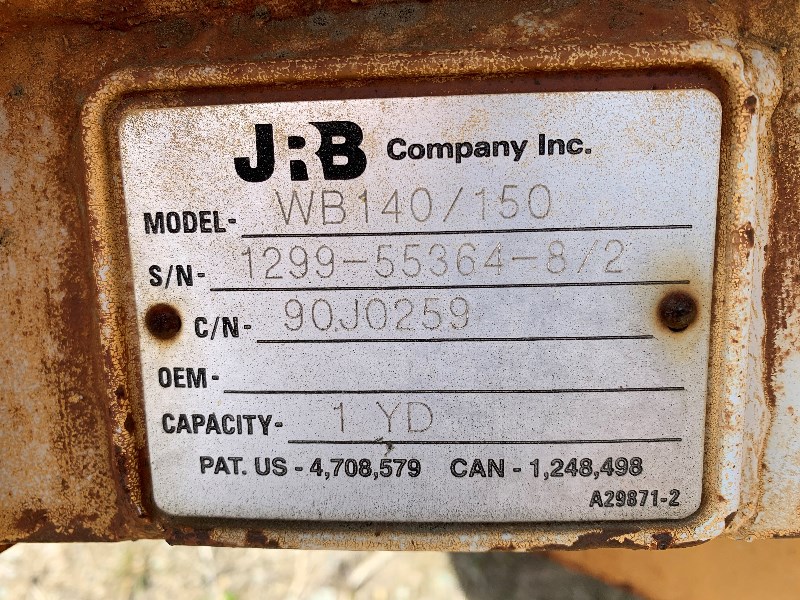 JRB Company Inc.
MODEL- WB140/150
S/N- 1299-55364-8/2
C/N- 90J0259
OEM-
CAPACITY- 1 YD
PAT. US - 4,708,579 CAN - 1,248,498
A29871-2